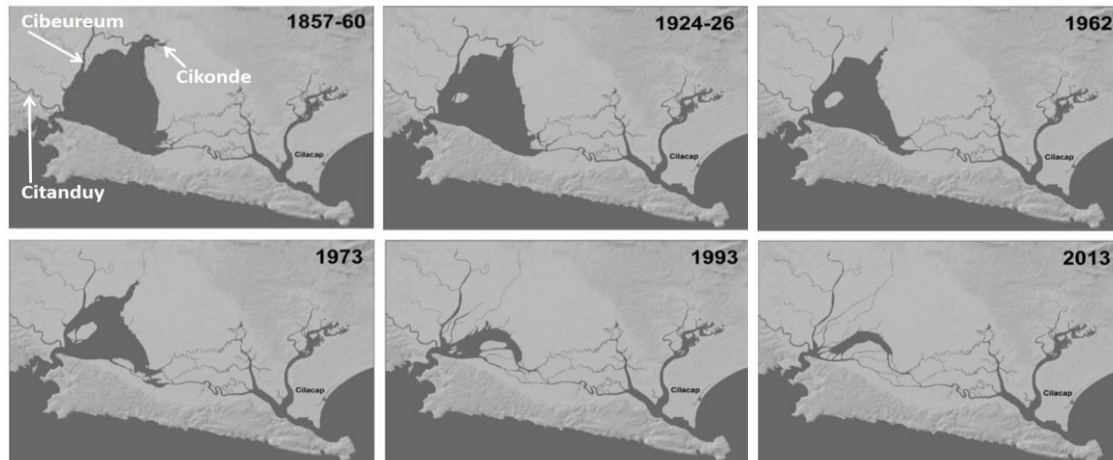 1857-60
Cibeureum
Cikonde
Citanduy
Cilacap
1924-26
Cilacap
1962
Cilacap
1973
Cilacap
1993
Cilacap
2013
Cilacap